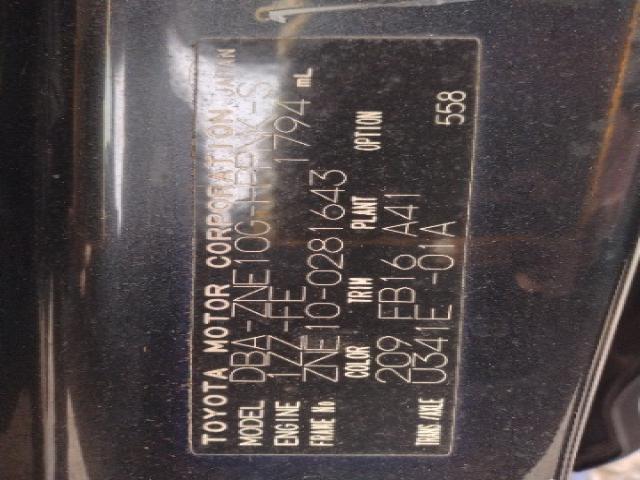 TOYOTA MOTOR CORPORATION JAPAN
MODEL DBA-ZNE10G-
ENGINE 1ZZ-FE 1794 mL
FRAME No. ZNE10-0281643
COLOR TRIM PLANT OPTION
209 FB16 A41
TRANS AXLE U341E -01A
558